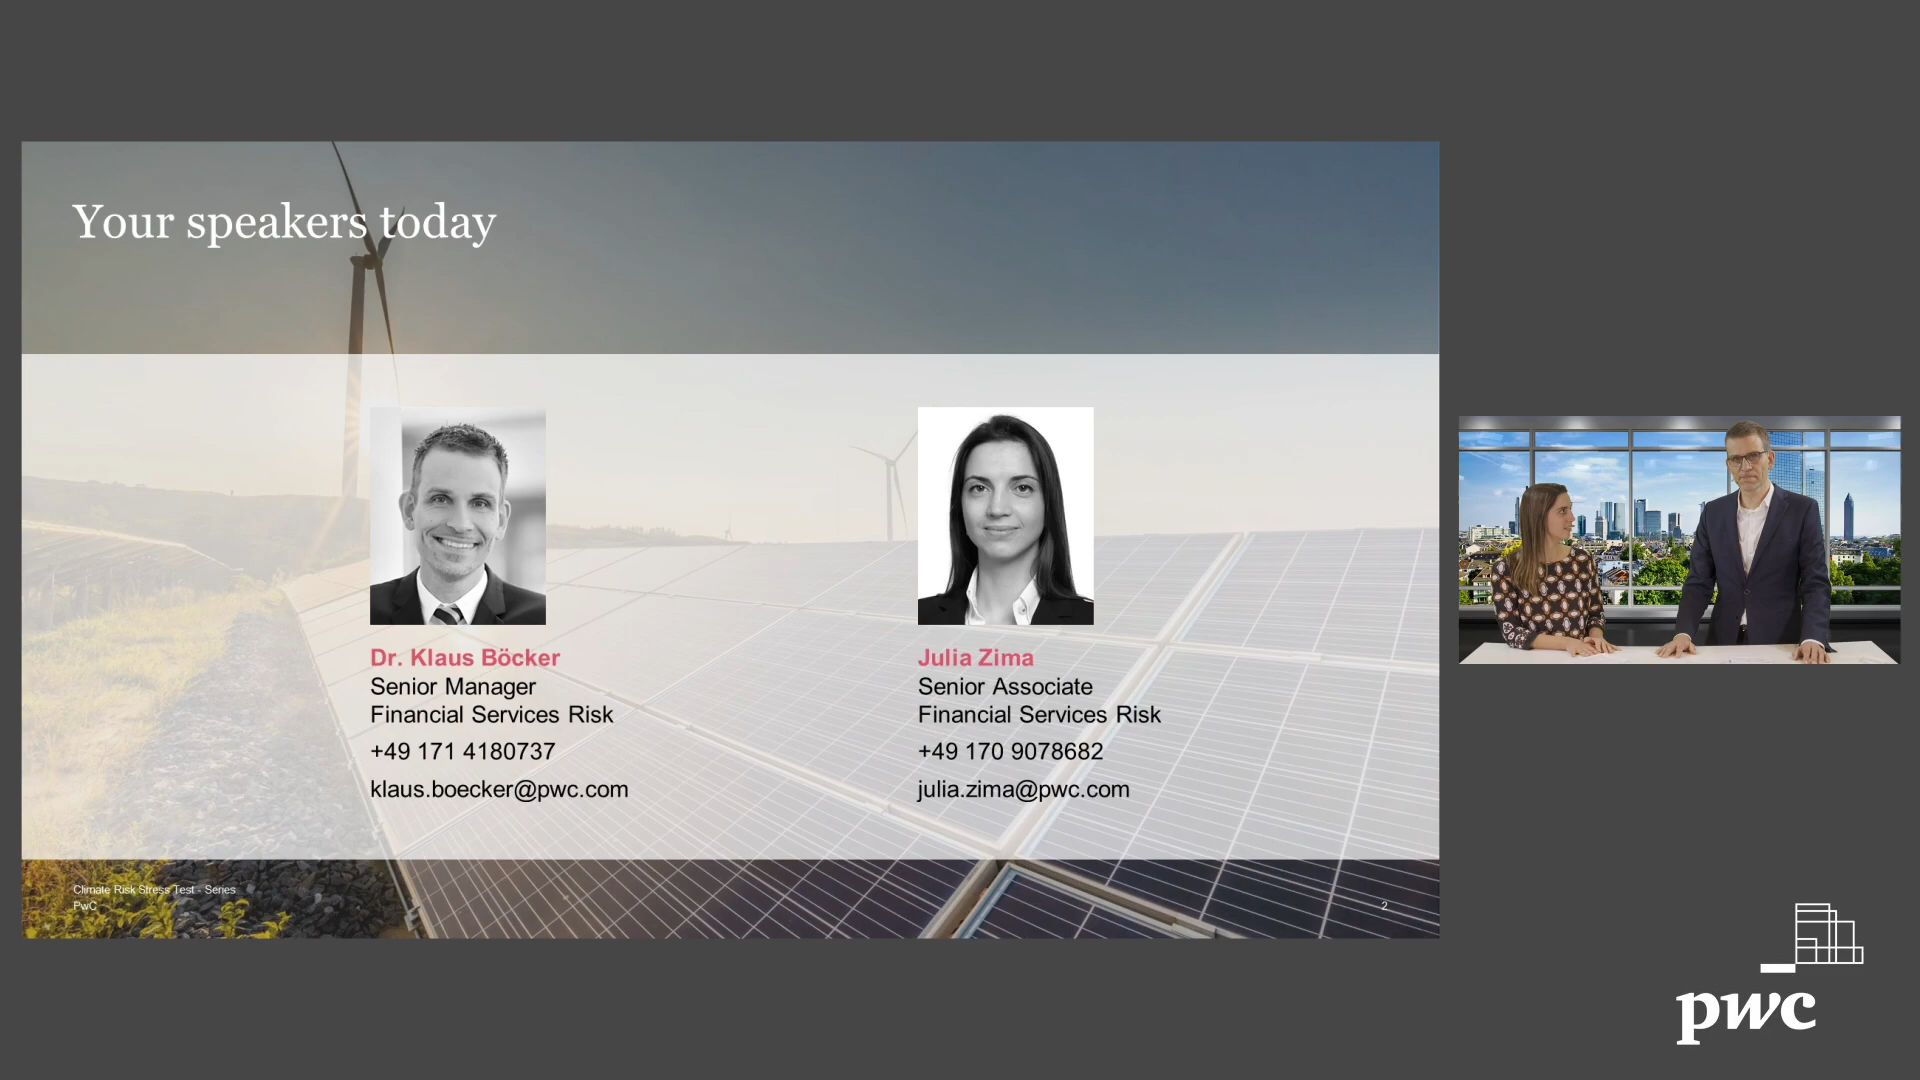 Your speakers today
Dr. Klaus Böcker
Senior Manager
Financial Services Risk
+49 171 4180737
klaus.boecker@pwc.com
Julia Zima
Senior Associate
Financial Services Risk
+49 170 9078682
julia.zima@pwc.com
Climate Risk Stress Test - Series
PwC
2
pwc